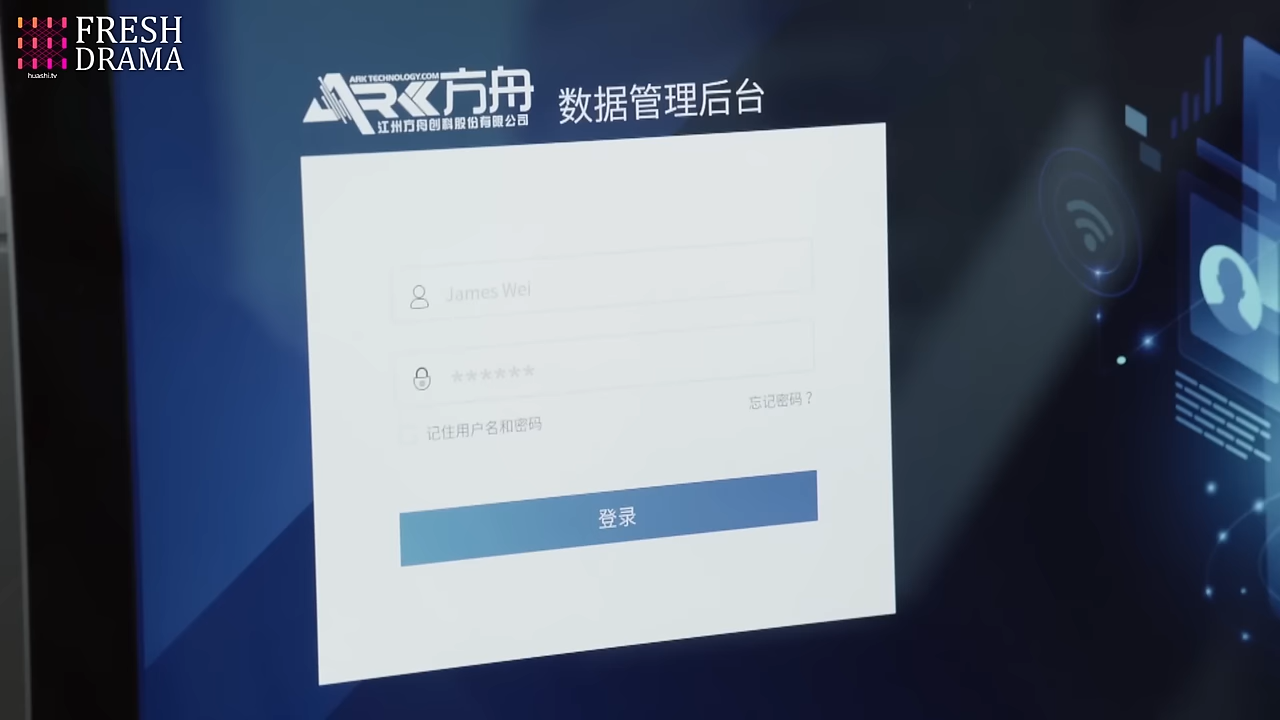 FRESH
DRAMA
huashi.tv
ARK TECHNOLOGY.COM
ARK方舟
江州方舟创科股份有限公司
数据管理后台
James Wei
******
忘记密码？
记住用户名和密码
登录